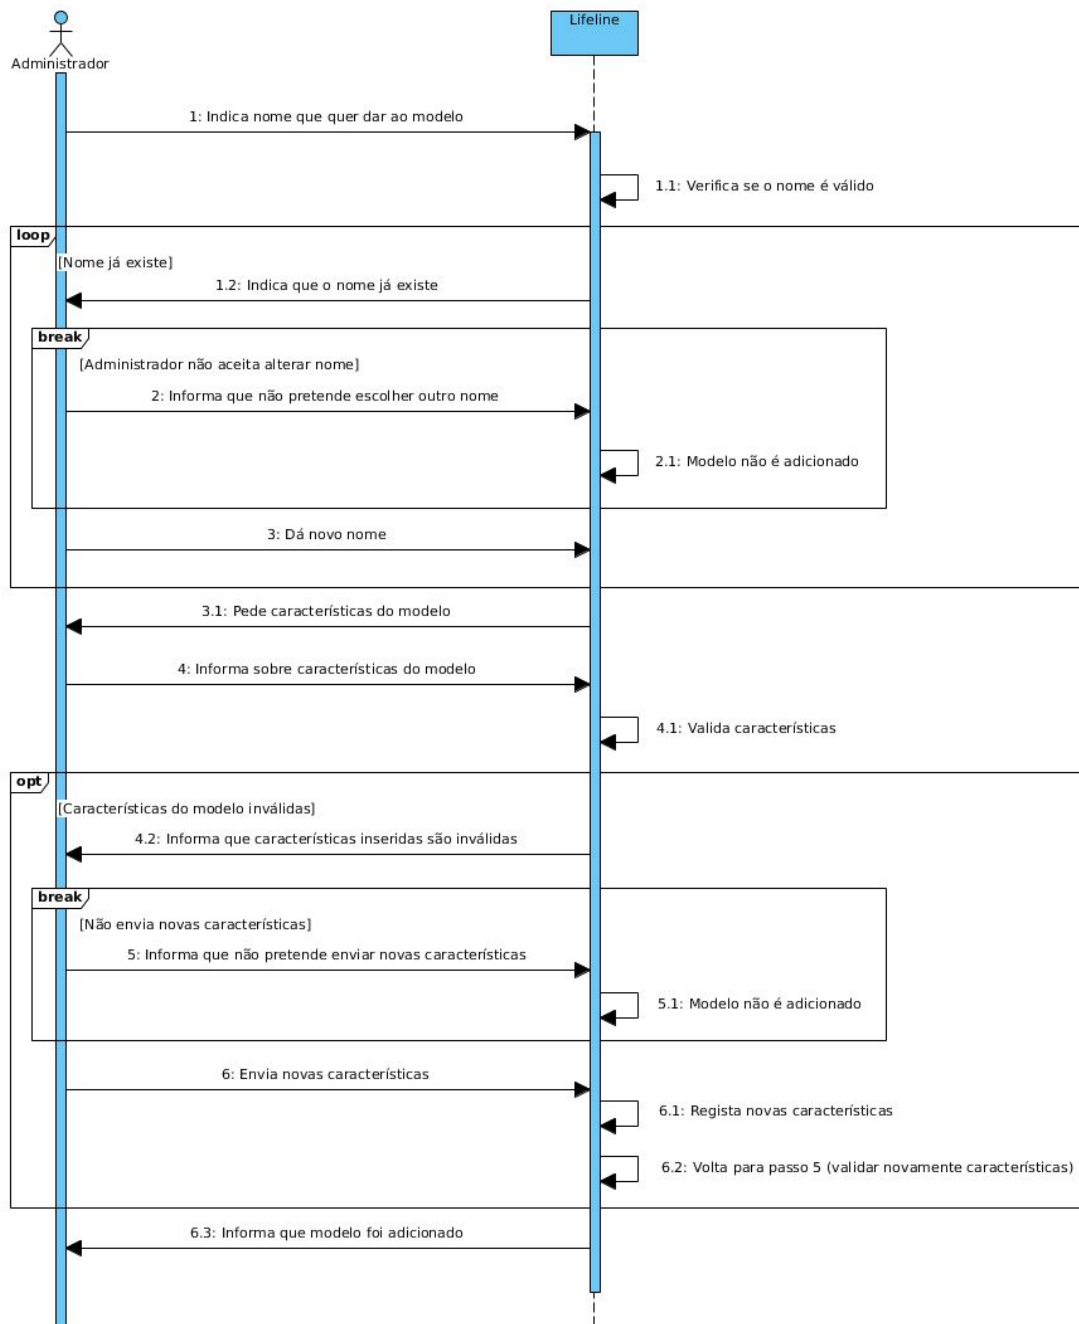 Lifeline
Administrador
1: Indica nome que quer dar ao modelo
1.1: Verifica se o nome é válido
loop
[Nome já existe]
1.2: Indica que o nome já existe
break
[Administrador não aceita alterar nome]
2: Informa que não pretende escolher outro nome
2.1: Modelo não é adicionado
3: Dá novo nome
3.1: Pede características do modelo
4: Informa sobre características do modelo
4.1: Valida características
opt
[Características do modelo inválidas]
4.2: Informa que características inseridas são inválidas
break
[Não envia novas características]
5: Informa que não pretende enviar novas características
5.1: Modelo não é adicionado
6: Envia novas características
6.1: Regista novas características
6.2: Volta para passo 5 (validar novamente características)
6.3: Informa que modelo foi adicionado